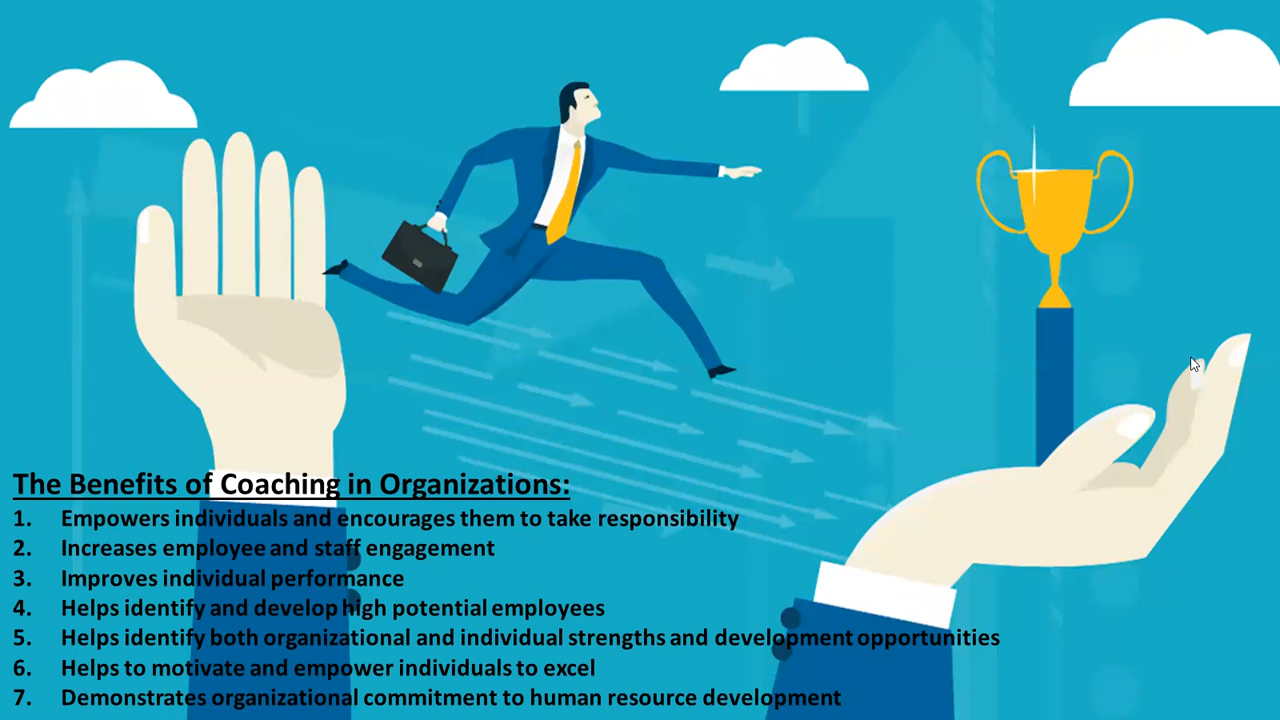 The Benefits of Coaching in Organizations:
1. Empowers individuals and encourages them to take responsibility
2. Increases employee and staff engagement
3. Improves individual performance
4. Helps identify and develop high potential employees
5. Helps identify both organizational and individual strengths and development opportunities
6. Helps to motivate and empower individuals to excel
7. Demonstrates organizational commitment to human resource development